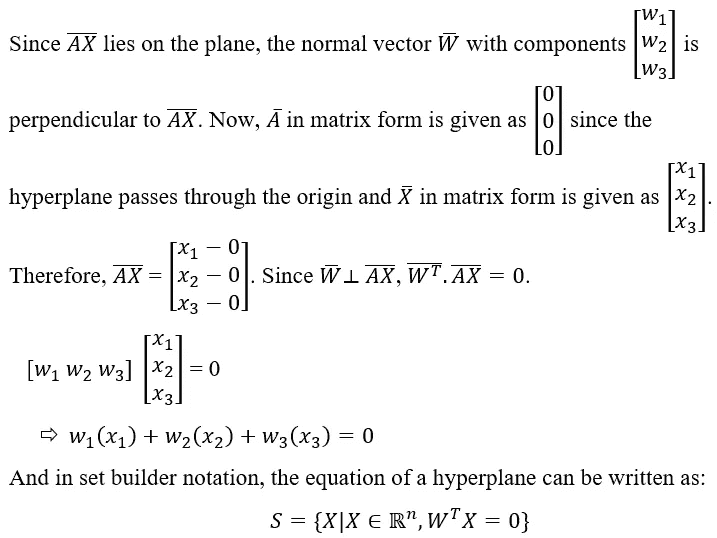 Since $\overline{AX}$ lies on the plane, the normal vector $\overline{W}$ with components $\begin{bmatrix} w_1 \\ w_2 \\ w_3 \end{bmatrix}$ is
perpendicular to $\overline{AX}$. Now, $\bar{A}$ in matrix form is given as $\begin{bmatrix} 0 \\ 0 \\ 0 \end{bmatrix}$ since the
hyperplane passes through the origin and $\bar{X}$ in matrix form is given as $\begin{bmatrix} x_1 \\ x_2 \\ x_3 \end{bmatrix}$.
Therefore, $\overline{AX} = \begin{bmatrix} x_1 - 0 \\ x_2 - 0 \\ x_3 - 0 \end{bmatrix}$. Since $\overline{W} \perp \overline{AX}$, $\overline{W^T}.\overline{AX} = 0$.
$[w_1 \; w_2 \; w_3] \begin{bmatrix} x_1 \\ x_2 \\ x_3 \end{bmatrix} = 0$
⇨ $w_1(x_1) + w_2(x_2) + w_3(x_3) = 0$
And in set builder notation, the equation of a hyperplane can be written as:
$S = \{X|X \in \mathbb{R}^n, W^T X = 0\}$